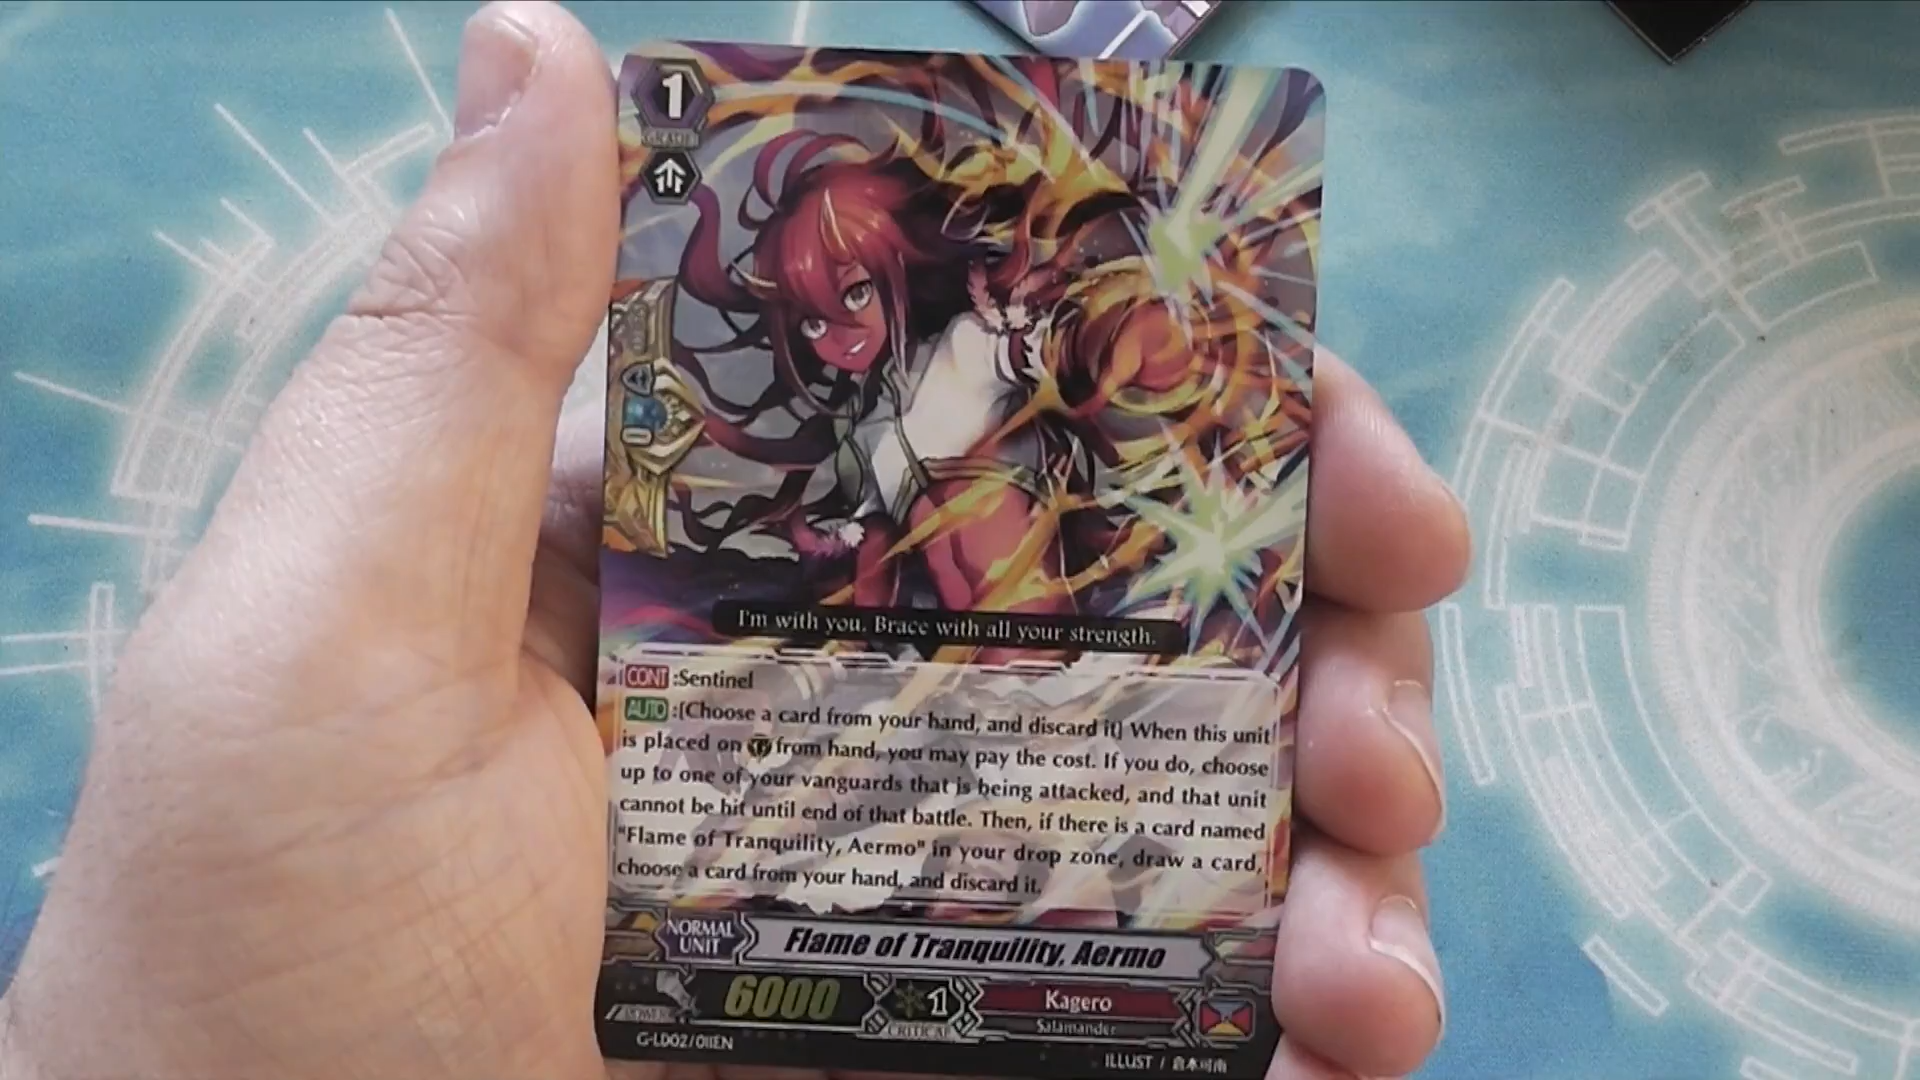 1
GRADE
I'm with you. Brace with all your strength.
CONT :Sentinel
AUTO :[Choose a card from your hand, and discard it] When this unit
is placed on from hand, you may pay the cost. If you do, choose
up to one of your vanguards that is being attacked, and that unit
cannot be hit until end of that battle. Then, if there is a card named
"Flame of Tranquility, Aermo" in your drop zone, draw a card,
choose a card from your hand, and discard it.
NORMAL
UNIT
Flame of Tranquility, Aermo
POWER
6000
1
CRITICAL
Kagero
Salamander
G-LD02/011EN
ILLUST / 倉本可南